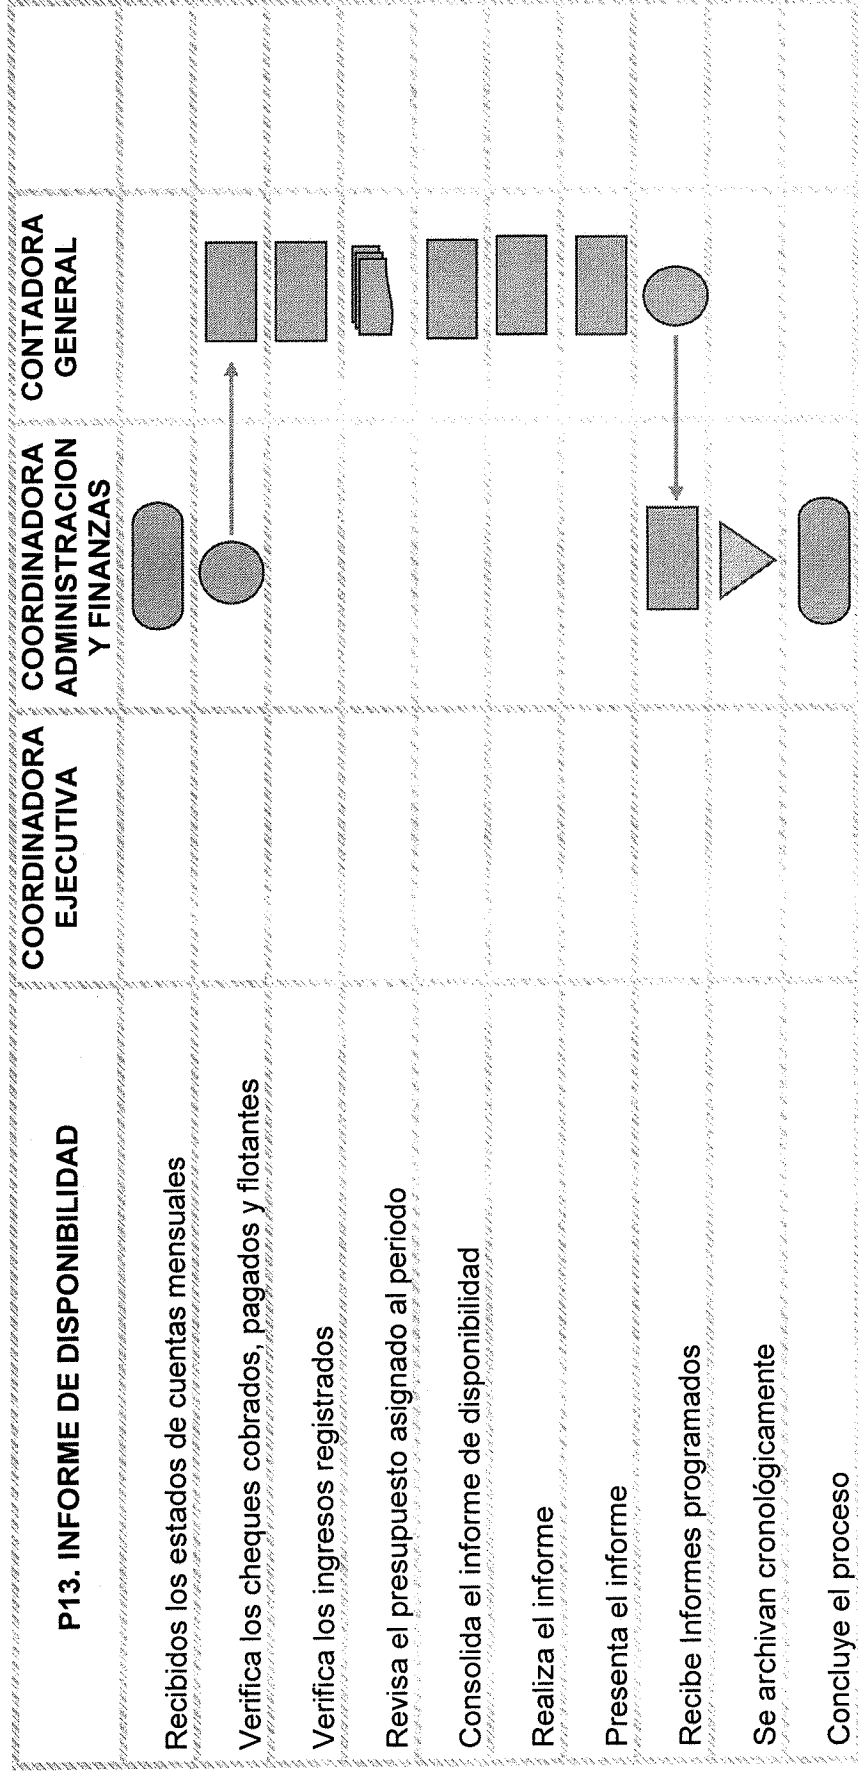 P13. INFORME DE DISPONIBILIDAD
COORDINADORA
EJECUTIVA
COORDINADORA
ADMINISTRACION
Y FINANZAS
CONTADORA
GENERAL
Recibidos los estados de cuentas mensuales
Verifica los cheques cobrados, pagados y flotantes
Verifica los ingresos registrados
Revisa el presupuesto asignado al periodo
Consolida el informe de disponibilidad
Realiza el informe
Presenta el informe
Recibe Informes programados
Se archivan cronológicamente
Concluye el proceso